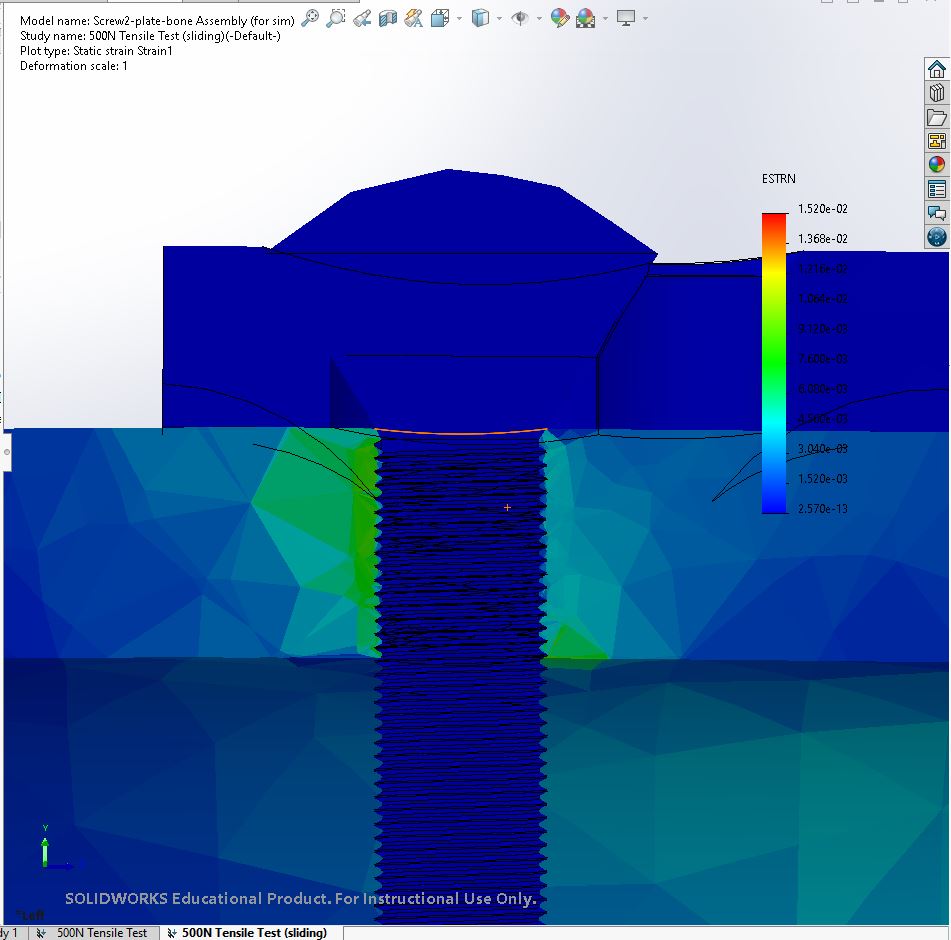 Model name: Screw2-plate-bone Assembly (for sim)
Study name: 500N Tensile Test (sliding)(-Default-)
Plot type: Static strain Strain1
Deformation scale: 1
ESTRN
1.520e-02
1.368e-02
1.216e-02
1.064e-02
9.120e-03
7.600e-03
6.080e-03
4.560e-03
3.040e-03
1.520e-03
2.570e-13
Y
SOLIDWORKS Educational Product. For Instructional Use Only.
*Left
dy 1
500N Tensile Test
500N Tensile Test (sliding)